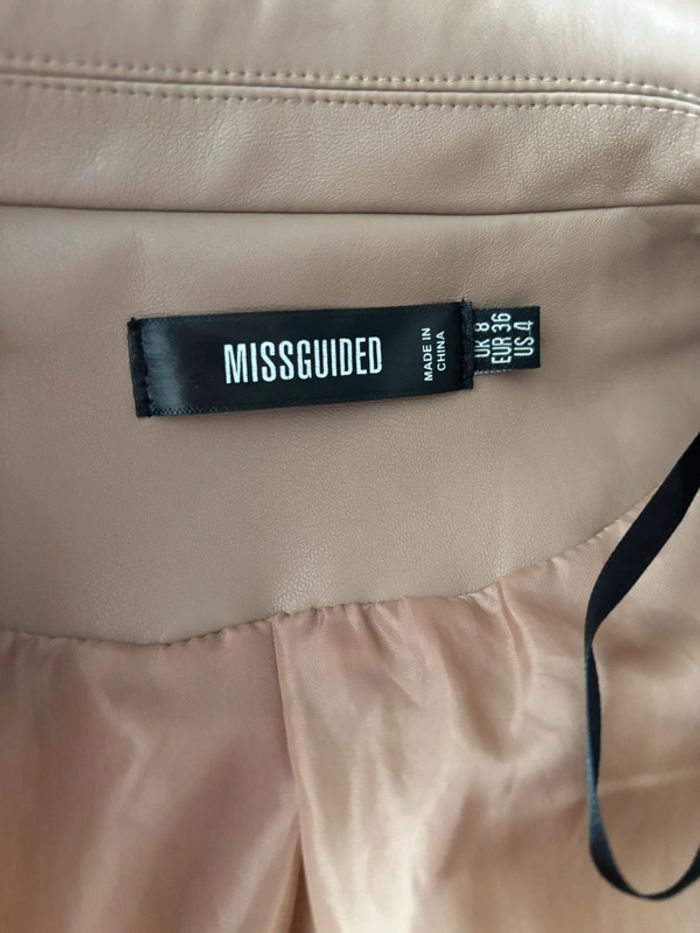 MISSGUIDED
MADE IN
CHINA
UK 8
EUR 36
US 4